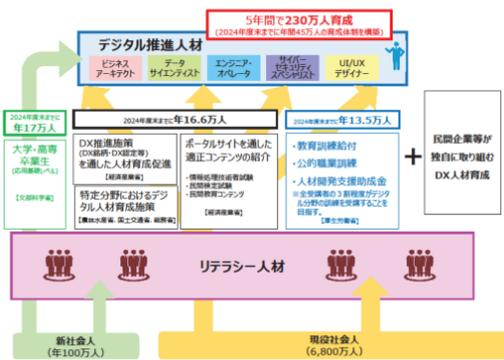 5年間で230万人育成
(2024年度末までに年間45万人の育成体制を構築)
デジタル推進人材
ビジネス
アーキテクト
データ
サイエンティスト
エンジニア・
オペレータ
サイバー
セキュリティ
スペシャリスト
UI/UX
デザイナー
2024年度末までに
年17万人
大学・高専
卒業生
(応用基礎レベル)
【文部科学省】
2024年度末までに年16.6万人
DX推進施策
(DX銘柄・DX認定等)
を通した人材育成促進
【経済産業省】
特定分野におけるデジ
タル人材育成施策
【農林水産省、国土交通省、総務省】
ポータルサイトを通した
適正コンテンツの紹介
・情報処理技術者試験
・民間検定試験
・民間教育コンテンツ
【経済産業省】
2024年度末までに年13.5万人
・教育訓練給付
・公的職業訓練
・人材開発支援助成金
※全受講者の3割程度がデジ
タル分野の訓練を受講することを
目指す。
【厚生労働省】
+
民間企業等が
独自に取り組む
DX人材育成
リテラシー人材
新社会人
(年100万人)
現役社会人
(6,800万人)